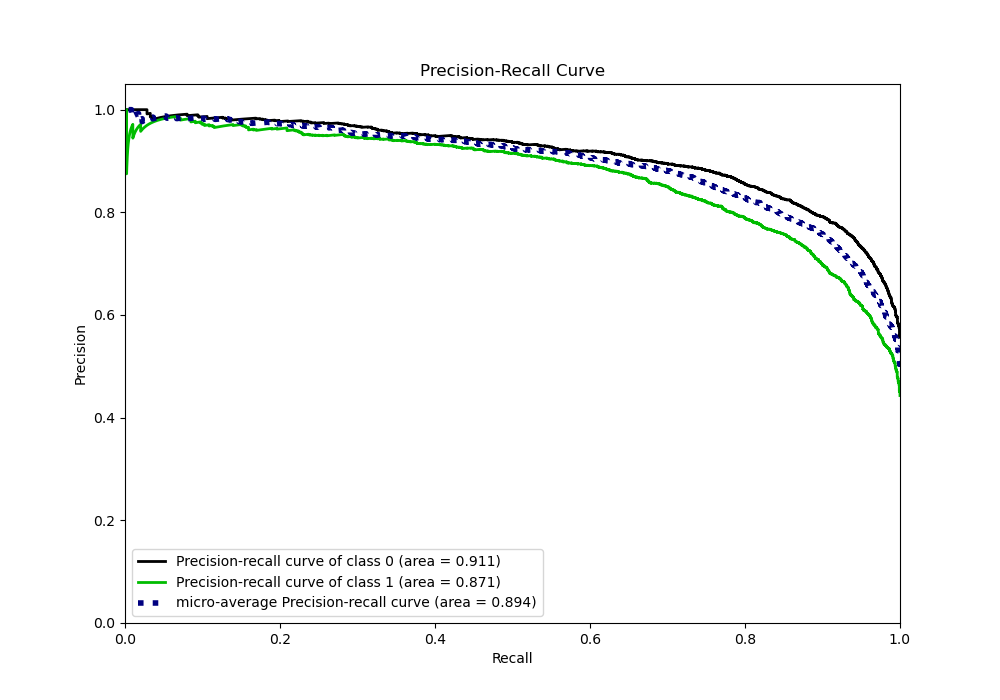 Precision-Recall Curve
1.0
0.8
0.6
0.4
0.2
0.0
Precision
Precision-recall curve of class 0 (area = 0.911)
Precision-recall curve of class 1 (area = 0.871)
micro-average Precision-recall curve (area = 0.894)
0.0 0.2 0.4 0.6 0.8 1.0
Recall